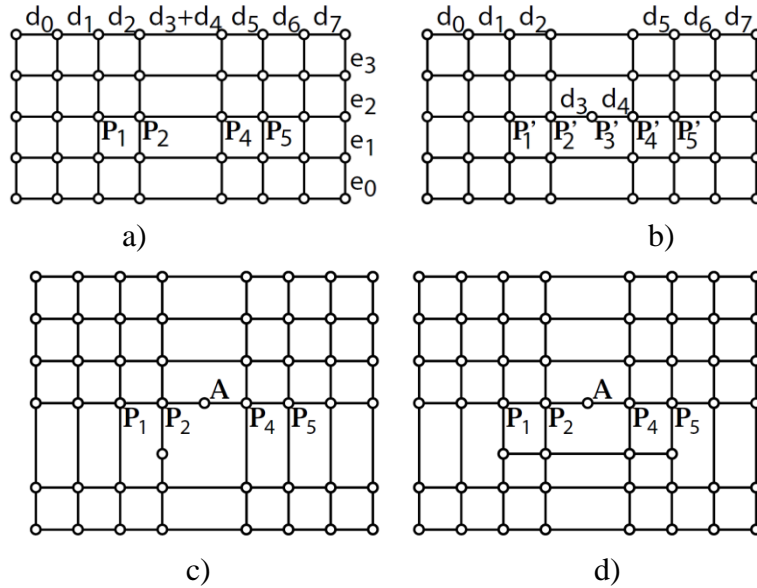 d0 d1 d2 d3+d4 d5 d6 d7
e3
e2
P1 P2 P4 P5
e1
e0
a)
d0 d1 d2 d5 d6 d7
d3 d4
P1' P2' P3' P4' P5'
b)
A
P1 P2 P4 P5
c)
A
P1 P2 P4 P5
d)